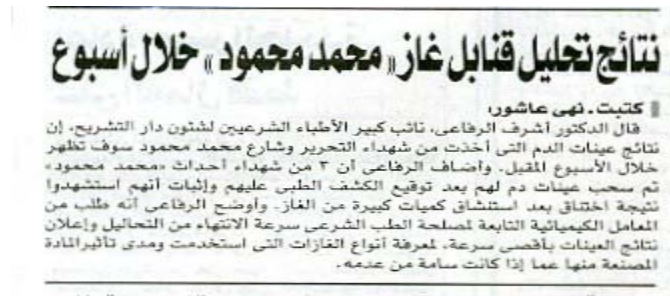 نتائج تحليل قنابل غاز «محمد محمود» خلال أسبوع
كتبت. نهى عاشور:
قال الدكتور أشرف الرفاعى، نائب كبير الأطباء الشرعيين لشئون دار التشريح، إن
نتائج عينات الدم التى أخذت من شهداء التحرير وشارع محمد محمود سوف تظهر
خلال الأسبوع المقبل. وأضاف الرفاعى أن ٣ من شهداء أحداث «محمد محمود»
تم سحب عينات دم لهم بعد توقيع الكشف الطبى عليهم وإثبات أنهم استشهدوا
نتيجة اختناق بعد استنشاق كميات كبيرة من الغاز. وأوضح الرفاعى أنه طلب من
المعامل الكيميائية التابعة لمصلحة الطب الشرعى سرعة الانتهاء من التحاليل وإعلان
نتائج العينات بأقصى سرعة، لمعرفة أنواع الغازات التى استخدمت ومدى تأثير المادة
المصنعة منها عما إذا كانت سامة من عدمه.